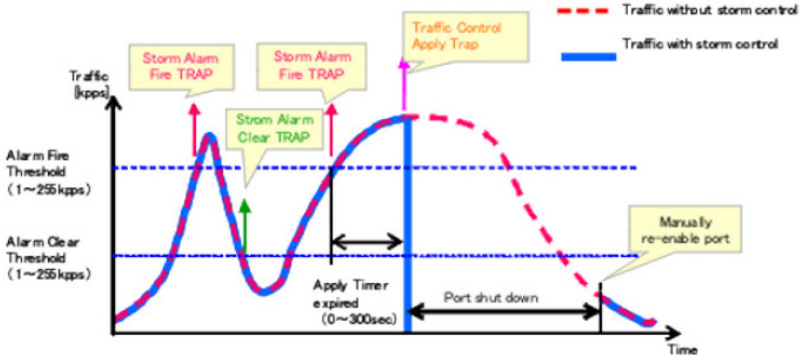 Traffic without storm control
Traffic with storm control
Traffic Control
Apply Trap
Storm Alarm
Fire TRAP
Storm Alarm
Fire TRAP
Strom Alarm
Clear TRAP
Traffic
[kpps]
Alarm Fire
Threshold
(1～255kpps)
Alarm Clear
Threshold
(1～255kpps)
Manually
re-enable port
Apply Timer
expired
(0～300sec)
Port shut down
Time